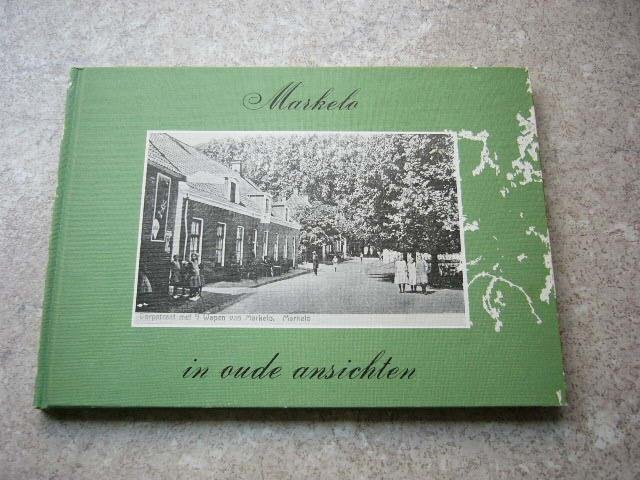 Markelo
Dorpstraat met 't Wapen van Markelo. Markelo
in oude ansichten